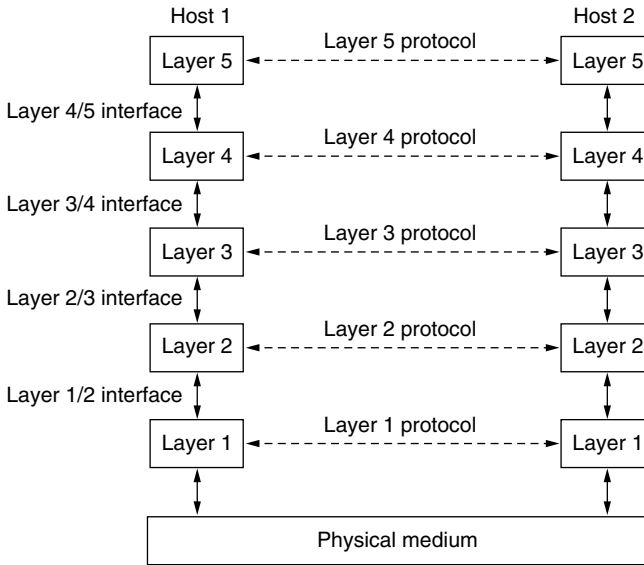 Host 1
Host 2
Layer 5 protocol
Layer 5
Layer 5
Layer 4/5 interface
Layer 4 protocol
Layer 4
Layer 4
Layer 3/4 interface
Layer 3 protocol
Layer 3
Layer 3
Layer 2/3 interface
Layer 2 protocol
Layer 2
Layer 2
Layer 1/2 interface
Layer 1 protocol
Layer 1
Layer 1
Physical medium